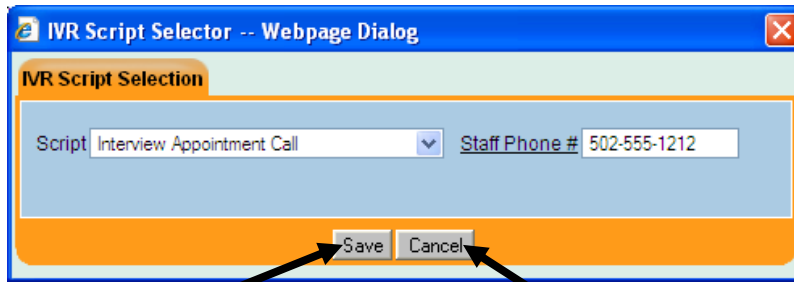 IVR Script Selector -- Webpage Dialog
IVR Script Selection
Script Interview Appointment Call Staff Phone # 502-555-1212
Save Cancel